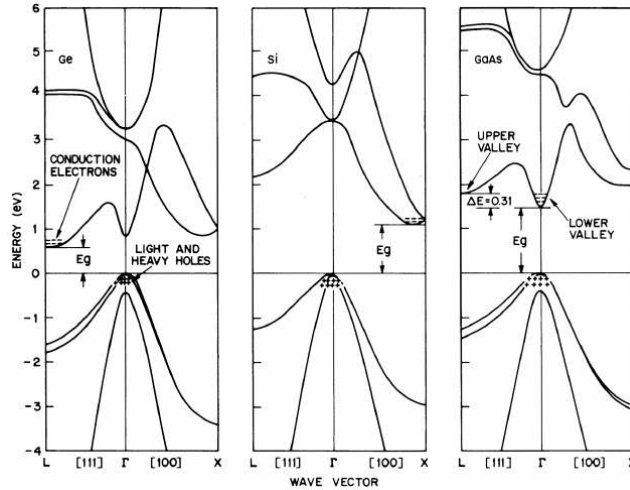 6
5
4
3
2
1
0
-1
-2
-3
-4
ENERGY (eV)
Ge
CONDUCTION
ELECTRONS
Eg
LIGHT AND
HEAVY HOLES
L [111] Γ [100] X
Si
Eg
L [111] Γ [100] X
GaAs
UPPER
VALLEY
ΔE=0.31
LOWER
VALLEY
Eg
L [111] Γ [100]
WAVE VECTOR